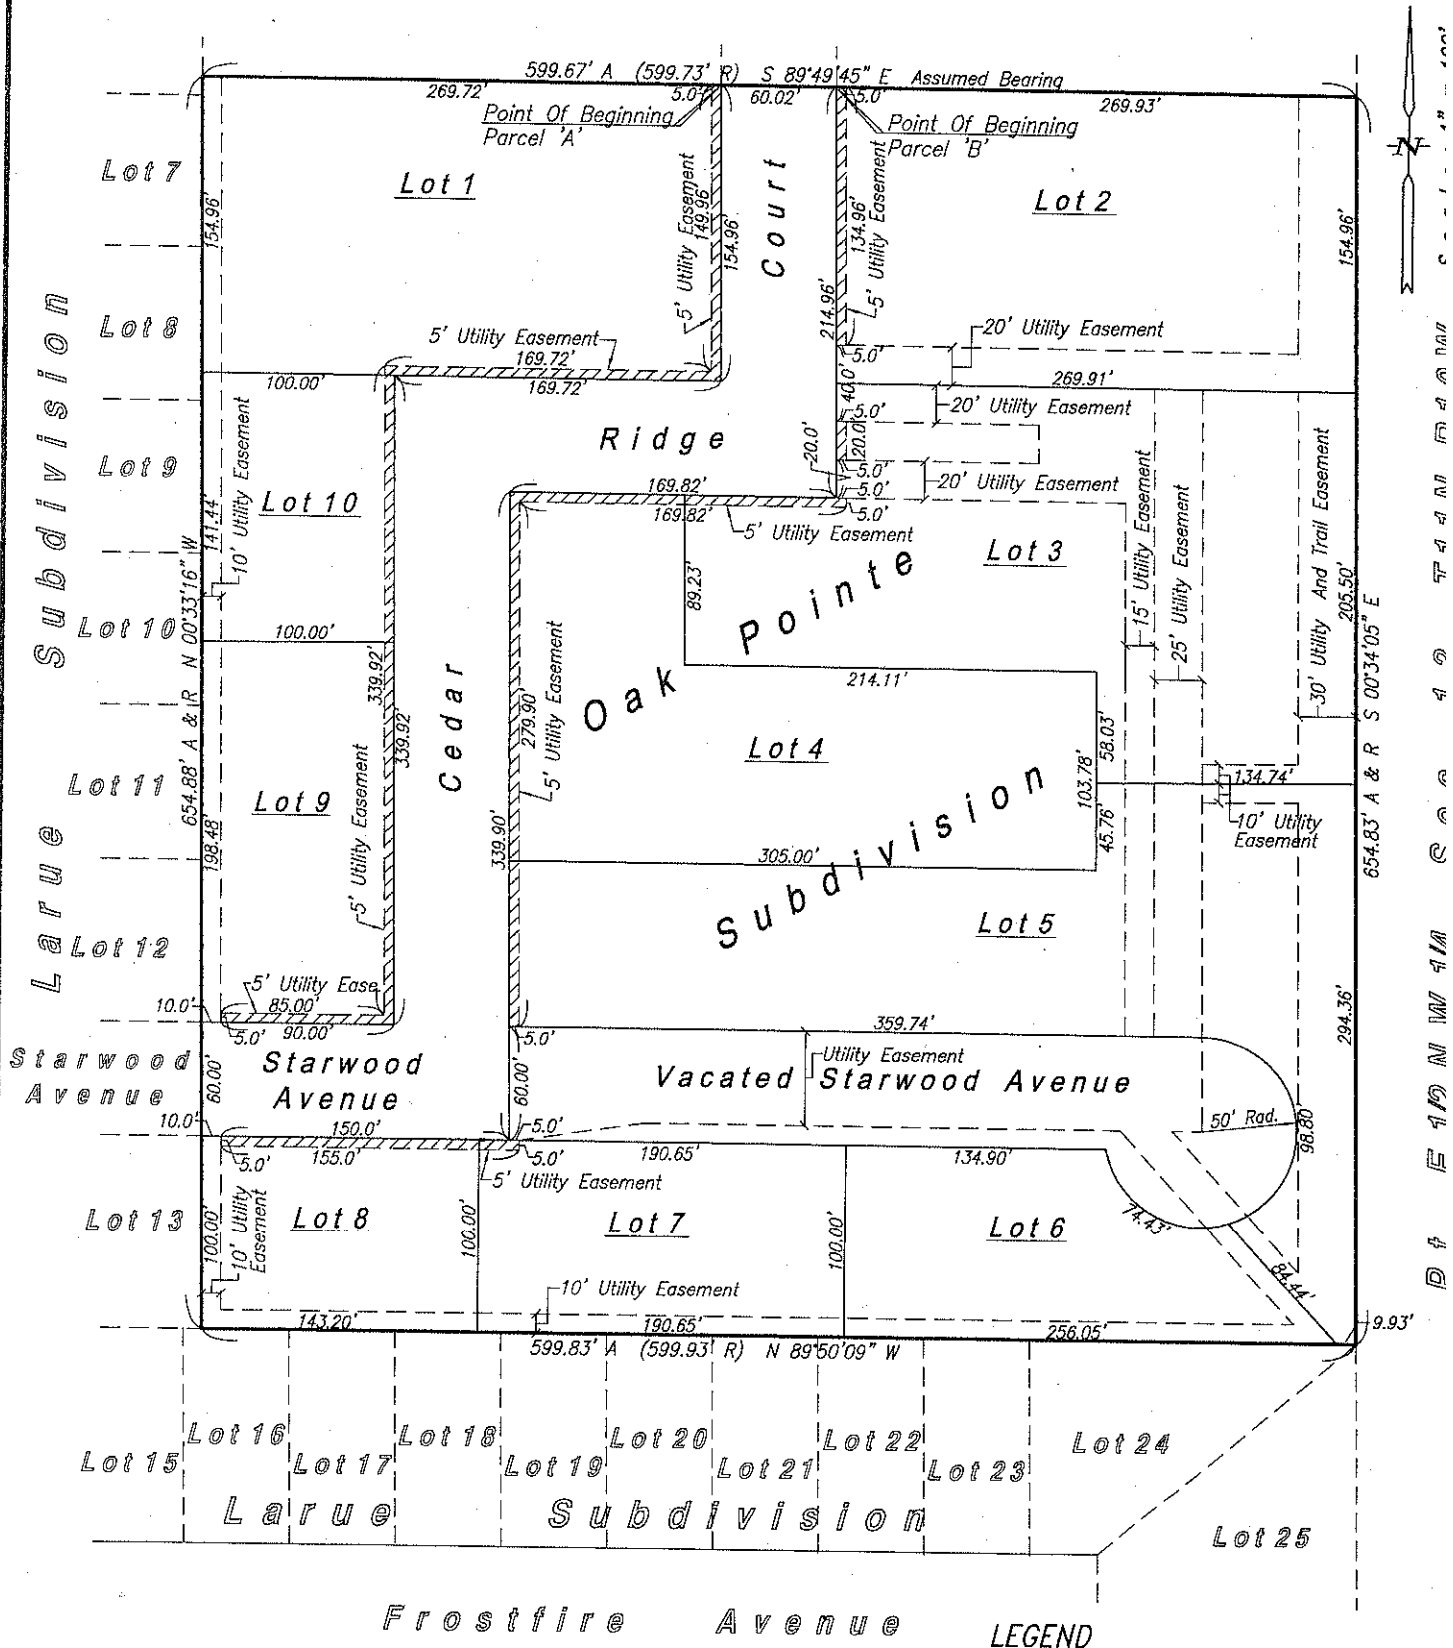 599.67' A (599.73' R) S 89°49'45" E Assumed Bearing
269.72'
5.0'
60.02'
5.0'
269.93'
Point Of Beginning
Parcel 'A'
Point Of Beginning
Parcel 'B'
N
Lot 7
Lot 1
Lot 2
154.96'
5' Utility Easement
149.96
154.96'
Court
134.96'
5' Utility Easement
214.96'
154.96'
Lot 8
5' Utility Easement
169.72'
20' Utility Easement
5.0'
100.00'
169.72'
40.0'
269.91'
20' Utility Easement
5.0'
Ridge
20.0'
20.0'
Lot 9
10' Utility Easement
Lot 10
141.44'
169.82'
169.82'
5.0'
5.0'
5.0'
20' Utility Easement
5' Utility Easement
Lot 3
15' Utility Easement
25' Utility Easement
30' Utility And Trail Easement
205.50'
Larue Subdivision
N 00°33'16" W
654.88' A & R
Lot 10
100.00'
89.23'
Oak Pointe
Subdivision
339.92'
339.92'
Cedar
279.90'
5' Utility Easement
214.11'
S 00°34'05" E
654.83' A & R
Lot 4
58.03'
103.78'
45.76'
134.74'
10' Utility
Easement
Lot 11
Lot 9
198.48'
5' Utility Easement
339.90'
305.00'
Lot 5
Lot 12
5' Utility Ease.
10.0'
85.00'
5.0'
90.00'
5.0'
359.74'
294.36'
Starwood
Avenue
60.00'
Starwood
Avenue
60.00'
Utility Easement
Vacated Starwood Avenue
10.0'
150.0'
5.0'
50' Rad.
98.80'
5.0'
155.0'
5.0'
190.65'
134.90'
5' Utility Easement
Lot 13
100.00'
10' Utility
Easement
Lot 8
100.00'
Lot 7
100.00'
Lot 6
74.43'
84.44'
10' Utility Easement
143.20'
190.65'
256.05'
9.93'
599.83' A (599.93' R) N 89°50'09" W
Lot 15
Lot 16
Lot 17
Lot 18
Lot 19
Lot 20
Lot 21
Lot 22
Lot 23
Lot 24
Larue Subdivision
Lot 25
Frostfire Avenue
LEGEND